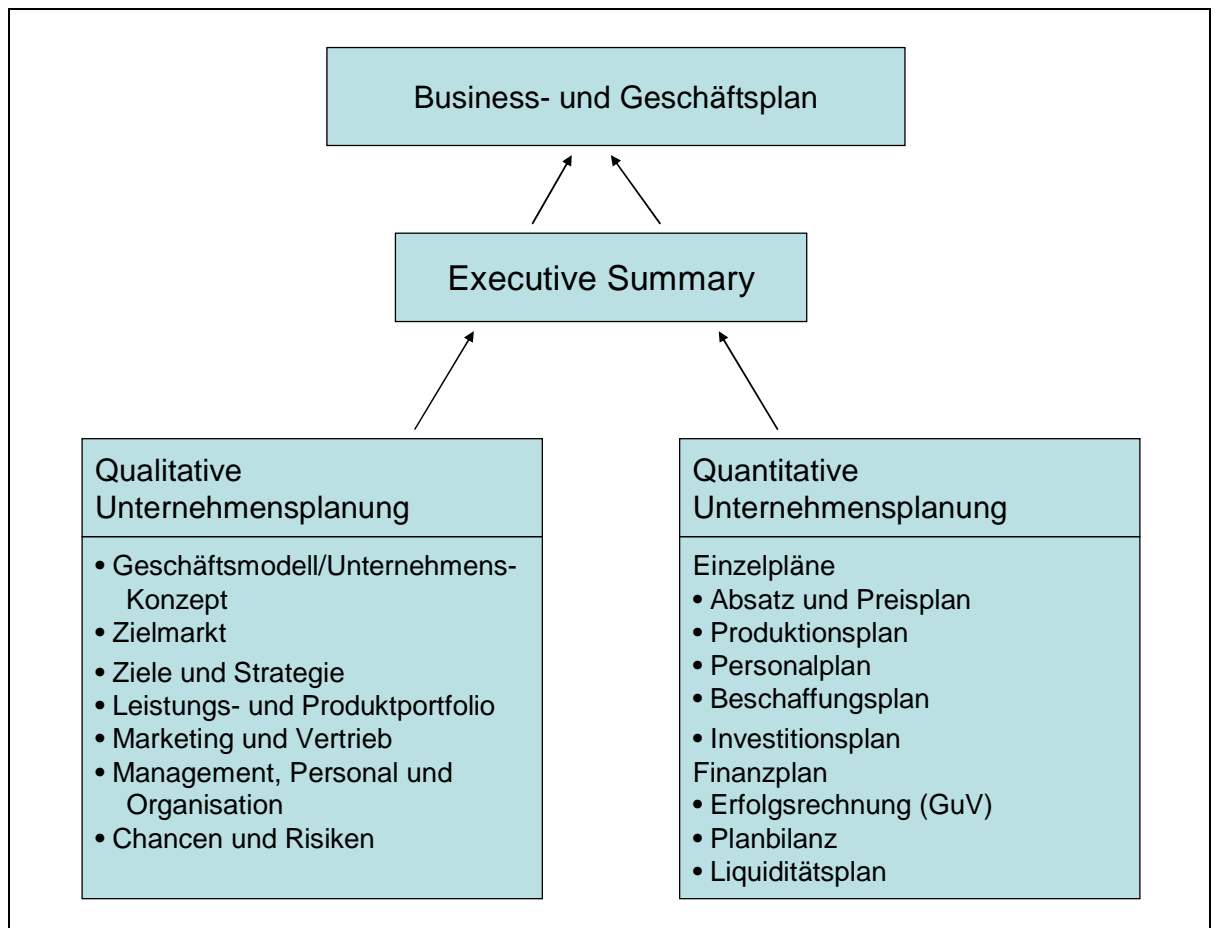 Business- und Geschäftsplan
Executive Summary
Qualitative
Unternehmensplanung
• Geschäftsmodell/Unternehmens-
Konzept
• Zielmarkt
• Ziele und Strategie
• Leistungs- und Produktportfolio
• Marketing und Vertrieb
• Management, Personal und
Organisation
• Chancen und Risiken
Quantitative
Unternehmensplanung
Einzelpläne
• Absatz und Preisplan
• Produktionsplan
• Personalplan
• Beschaffungsplan
• Investitionsplan
Finanzplan
• Erfolgsrechnung (GuV)
• Planbilanz
• Liquiditätsplan